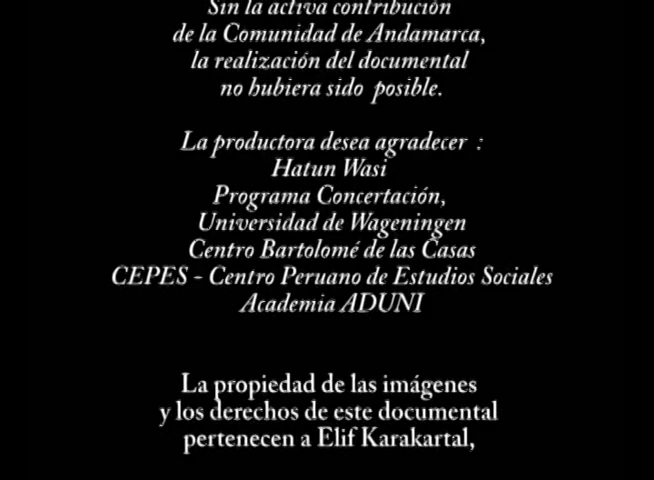 Sin la activa contribución
de la Comunidad de Andamarca,
la realización del documental
no hubiera sido posible.
La productora desea agradecer :
Hatun Wasi
Programa Concertación,
Universidad de Wageningen
Centro Bartolomé de las Casas
CEPES - Centro Peruano de Estudios Sociales
Academia ADUNI
La propiedad de las imágenes
y los derechos de este documental
pertenecen a Elif Karakartal,